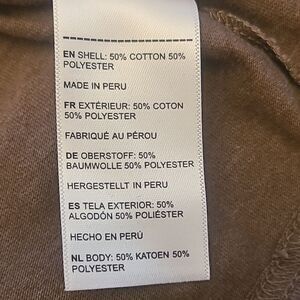 EN SHELL: 50% COTTON 50%
POLYESTER
MADE IN PERU
FR EXTÉRIEUR: 50% COTON
50% POLYESTER
FABRIQUÉ AU PÉROU
DE OBERSTOFF: 50%
BAUMWOLLE 50% POLYESTER
HERGESTELLT IN PERU
ES TELA EXTERIOR: 50%
ALGODÓN 50% POLIÉSTER
HECHO EN PERÚ
NL BODY: 50% KATOEN 50%
POLYESTER